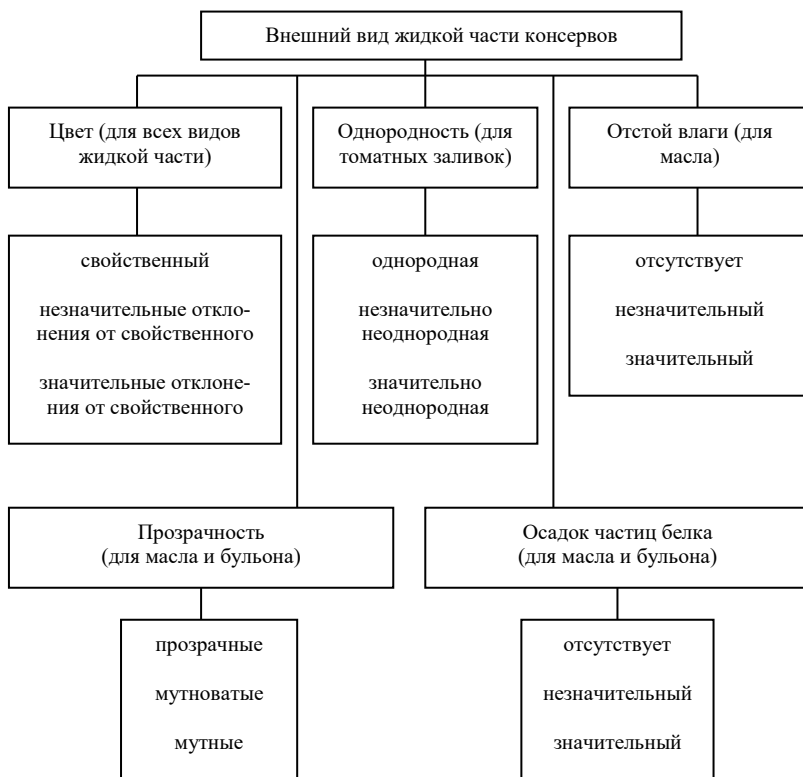 Внешний вид жидкой части консервов
Цвет (для всех видов
жидкой части)
Однородность (для
томатных заливок)
Отстой влаги (для
масла)
свойственный
незначительные откло-
нения от свойственного
значительные отклоне-
ния от свойственного
однородная
незначительно
неоднородная
значительно
неоднородная
отсутствует
незначительный
значительный
Прозрачность
(для масла и бульона)
Осадок частиц белка
(для масла и бульона)
прозрачные
мутноватые
мутные
отсутствует
незначительный
значительный